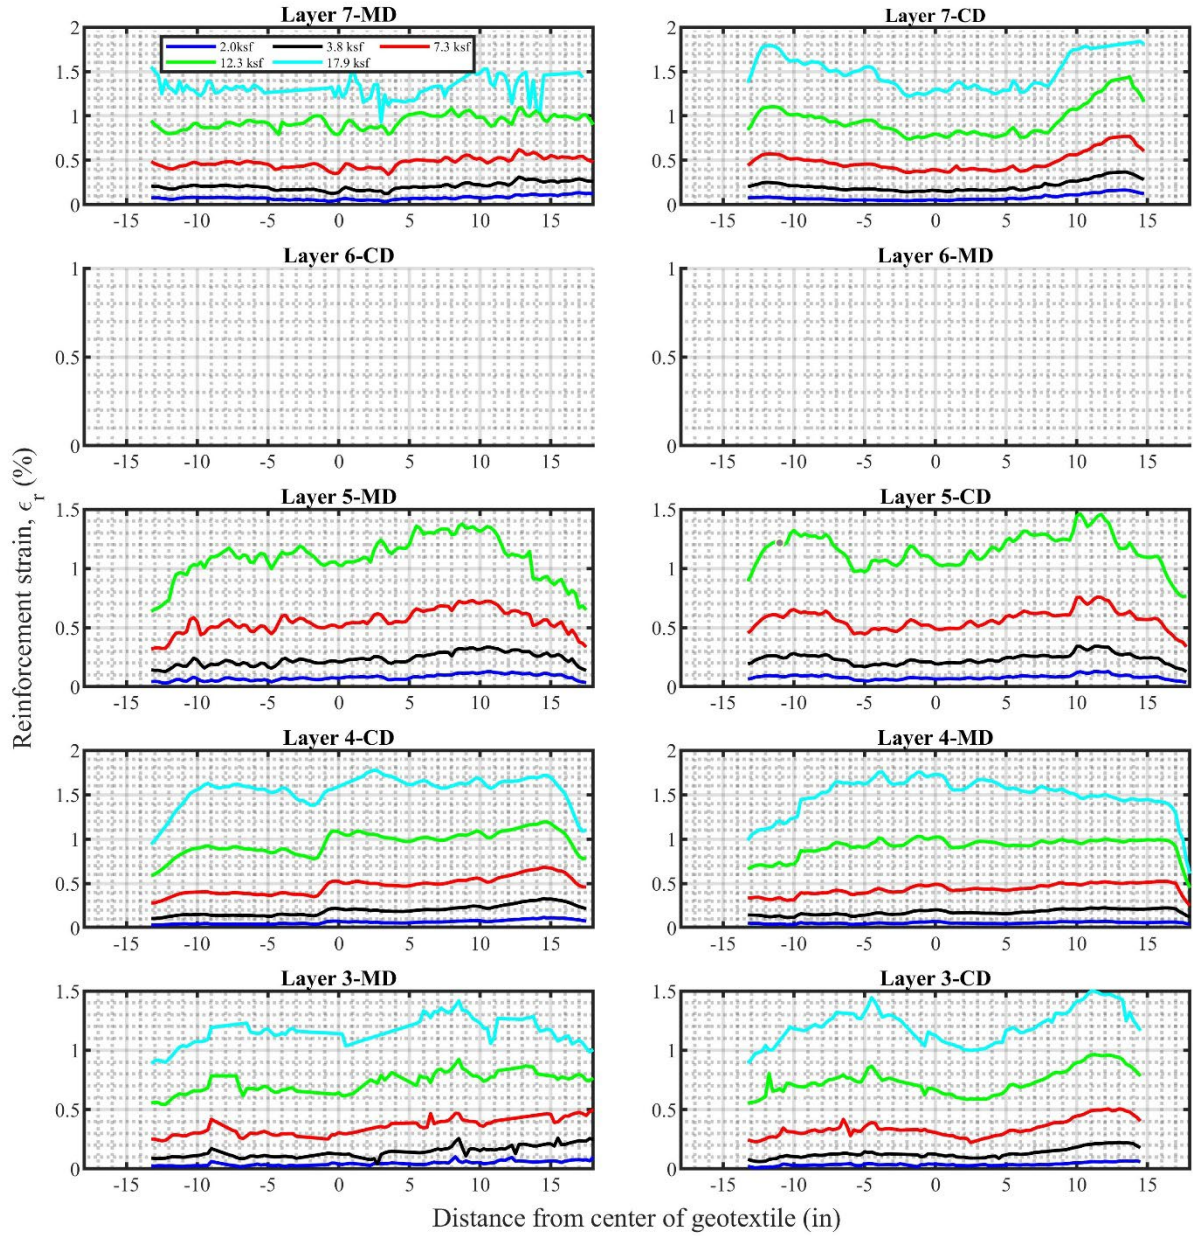 Layer 7-MD
Layer 7-CD
2
1.5
1
0.5
0
2.0ksf
3.8 ksf
7.3 ksf
12.3 ksf
17.9 ksf
-15 -10 -5 0 5 10 15
2
1.5
1
0.5
0
-15 -10 -5 0 5 10 15
Layer 6-CD
Layer 6-MD
1
0.5
0
-15 -10 -5 0 5 10 15
1
0.5
0
-15 -10 -5 0 5 10 15
Reinforcement strain, ϵr (%)
Layer 5-MD
Layer 5-CD
1.5
1
0.5
0
-15 -10 -5 0 5 10 15
1.5
1
0.5
0
-15 -10 -5 0 5 10 15
Layer 4-CD
Layer 4-MD
2
1.5
1
0.5
0
-15 -10 -5 0 5 10 15
2
1.5
1
0.5
0
-15 -10 -5 0 5 10 15
Layer 3-MD
Layer 3-CD
1.5
1
0.5
0
-15 -10 -5 0 5 10 15
1.5
1
0.5
0
-15 -10 -5 0 5 10 15
Distance from center of geotextile (in)